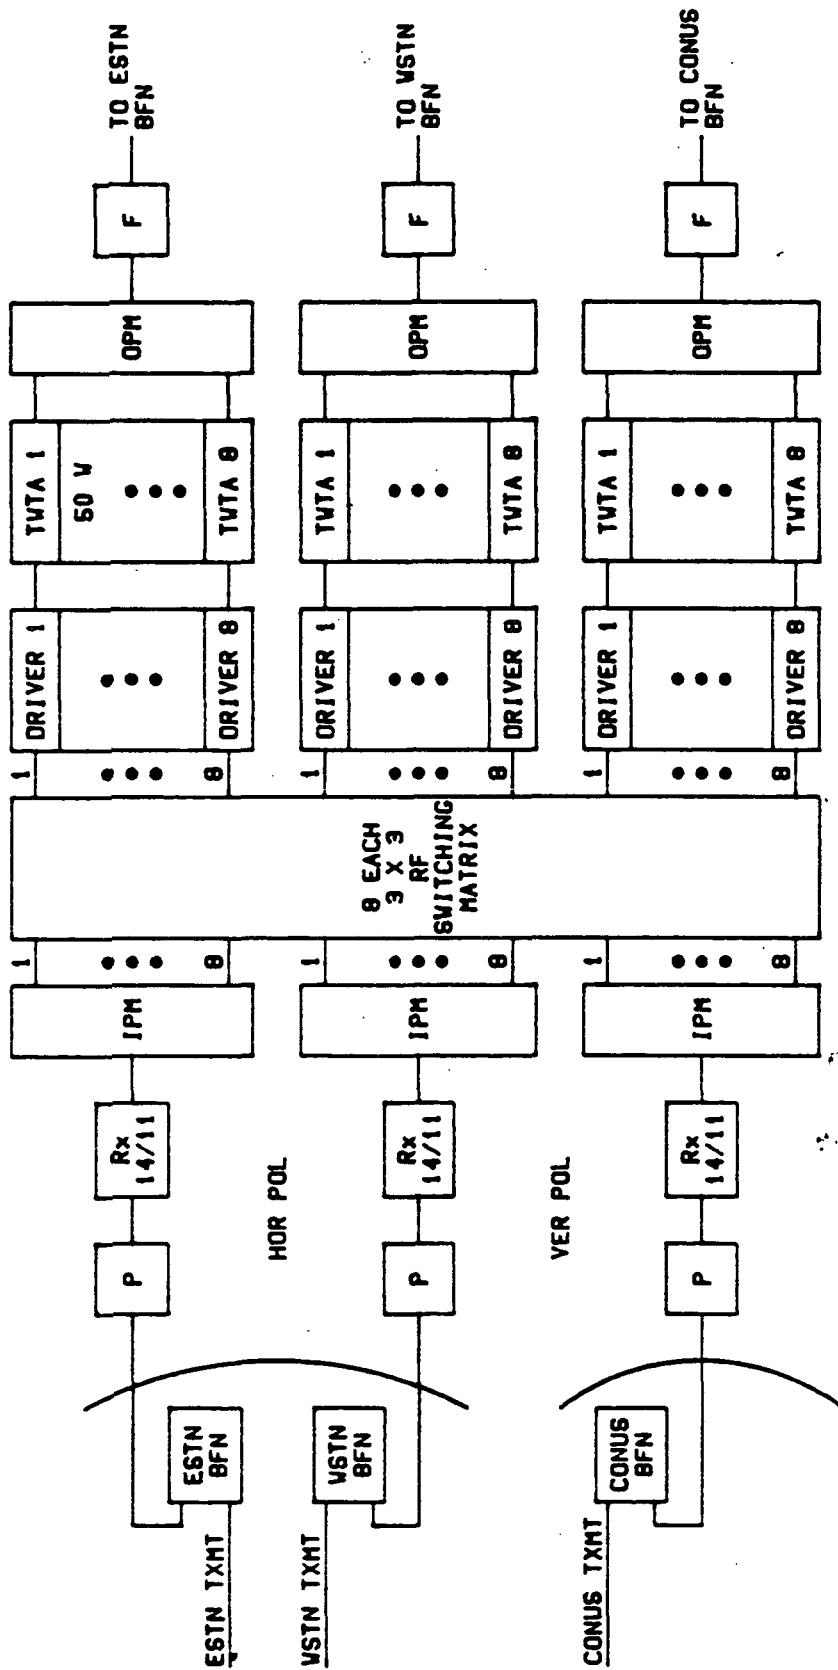 ESTN TXMT
ESTN
BFN
P
Rx
14/11
IPM
1
8
DRIVER 1
DRIVER 8
TWTA 1
50 W
TWTA 8
OPM
F
TO ESTN
BFN
1
8
HOR POL
WSTN TXMT
WSTN
BFN
P
Rx
14/11
IPM
1
8
8 EACH
3 X 3
RF
SWITCHING
MATRIX
1
8
DRIVER 1
DRIVER 8
TWTA 1
TWTA 8
OPM
F
TO WSTN
BFN
VER POL
CONUS TXMT
CONUS
BFN
P
Rx
14/11
IPM
1
8
1
8
DRIVER 1
DRIVER 8
TWTA 1
TWTA 8
OPM
F
TO CONUS
BFN